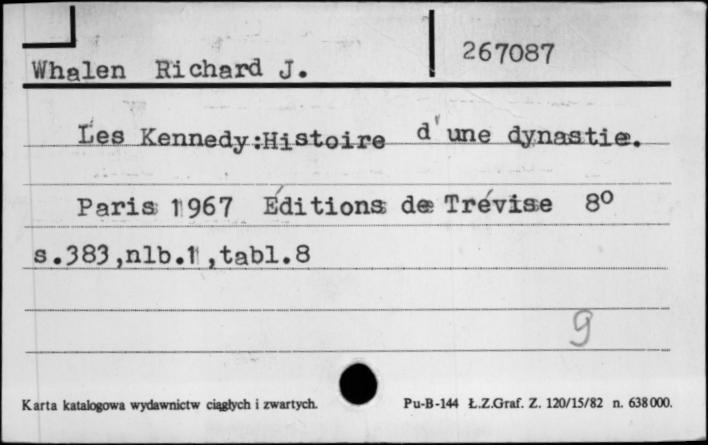 Whalen Richard J. 267087
Les Kennedy:Histoire d'une dynastie.
Paris 1967 Éditions de Trévise 8º
s.383,nlb.1,tabl.8
9
Karta katalogowa wydawnictw ciągłych i zwartych. Pu-B-144 Ł.Z.Graf. Z. 120/15/82 n. 638000.